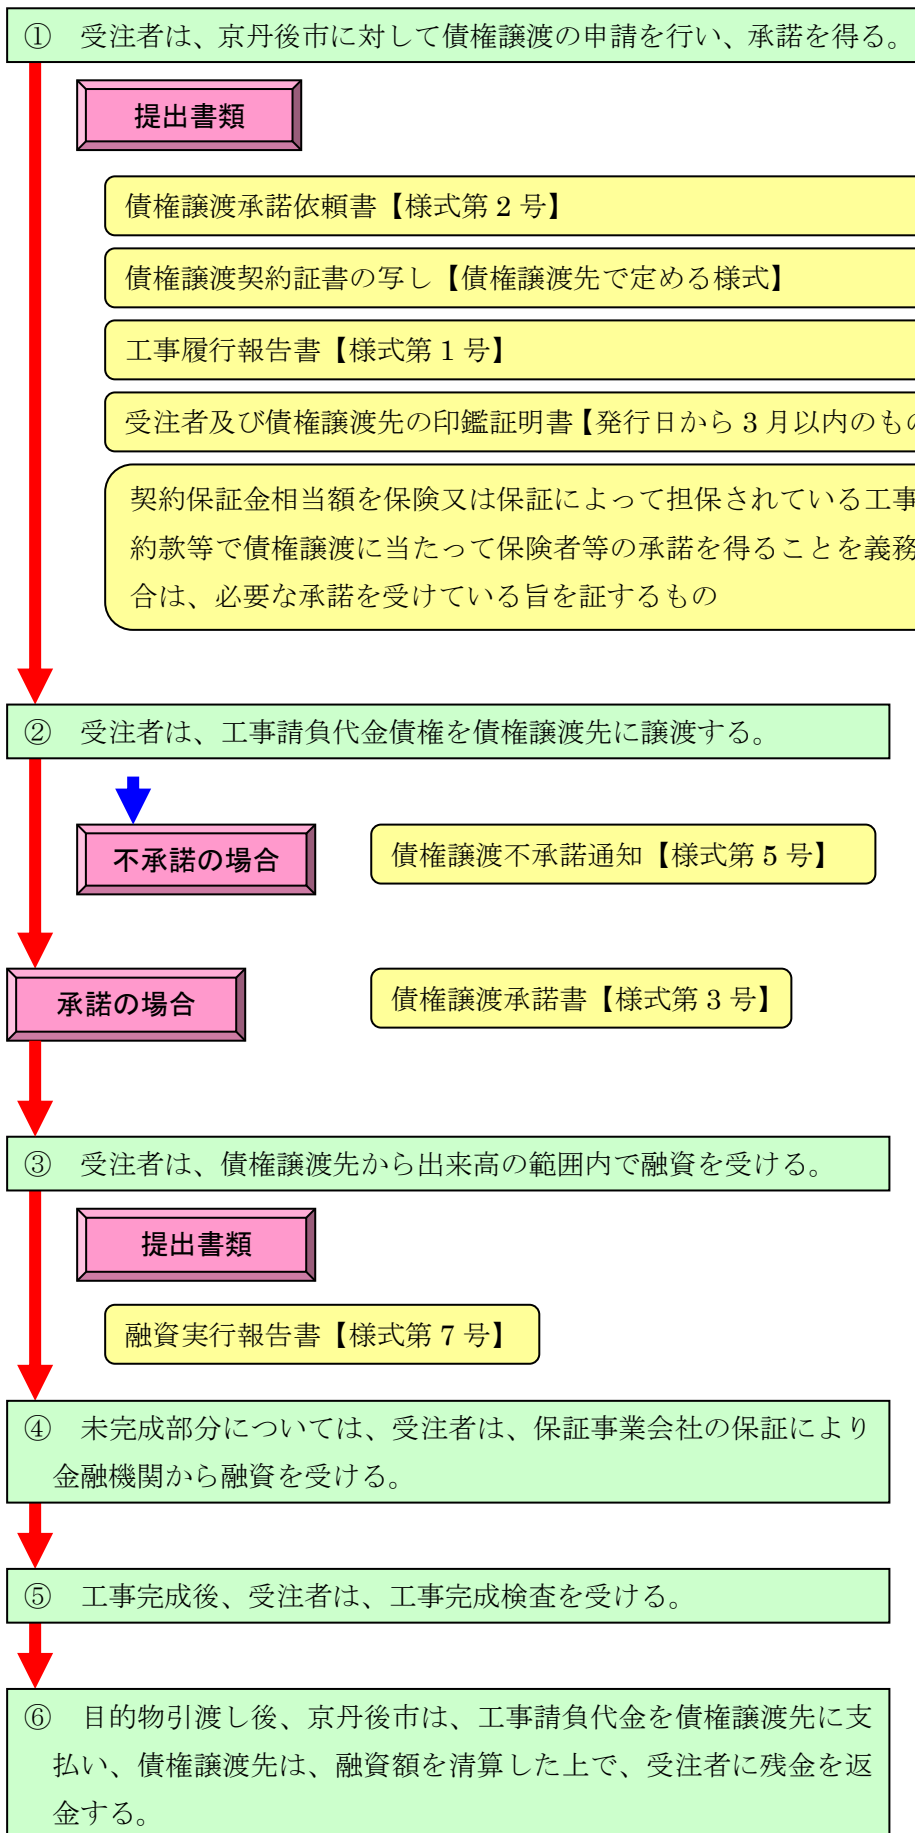 ① 受注者は、京丹後市に対して債権譲渡の申請を行い、承諾を得る。
提出書類
債権譲渡承諾依頼書【様式第 2 号】
債権譲渡契約証書の写し【債権譲渡先で定める様式】
工事履行報告書【様式第 1 号】
受注者及び債権譲渡先の印鑑証明書【発行日から 3 月以内のもの
契約保証金相当額を保険又は保証によって担保されている工事
約款等で債権譲渡に当たって保険者等の承諾を得ることを義務
合は、必要な承諾を受けている旨を証するもの
② 受注者は、工事請負代金債権を債権譲渡先に譲渡する。
不承諾の場合
債権譲渡不承諾通知【様式第 5 号】
承諾の場合
債権譲渡承諾書【様式第 3 号】
③ 受注者は、債権譲渡先から出来高の範囲内で融資を受ける。
提出書類
融資実行報告書【様式第 7 号】
④ 未完成部分については、受注者は、保証事業会社の保証により
金融機関から融資を受ける。
⑤ 工事完成後、受注者は、工事完成検査を受ける。
⑥ 目的物引渡し後、京丹後市は、工事請負代金を債権譲渡先に支
払い、債権譲渡先は、融資額を清算した上で、受注者に残金を返
金する。